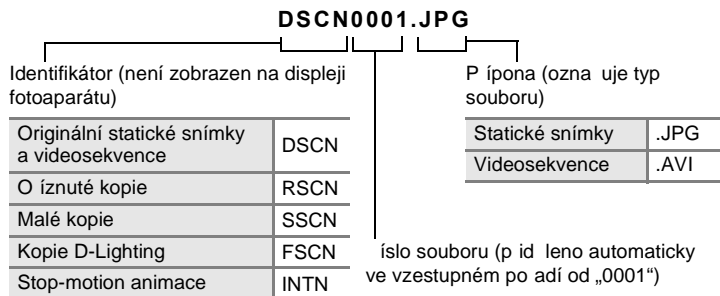 DSCN0001.JPG
Identifikátor (není zobrazen na displeji
fotoaparátu)
Originální statické snímky
a videosekvence
DSCN
O íznuté kopie
RSCN
Malé kopie
SSCN
Kopie D-Lighting
FSCN
Stop-motion animace
INTN
P ípona (ozna uje typ
souboru)
Statické snímky
.JPG
Videosekvence
.AVI
íslo souboru (p id leno automaticky
ve vzestupném po adí od „0001“)